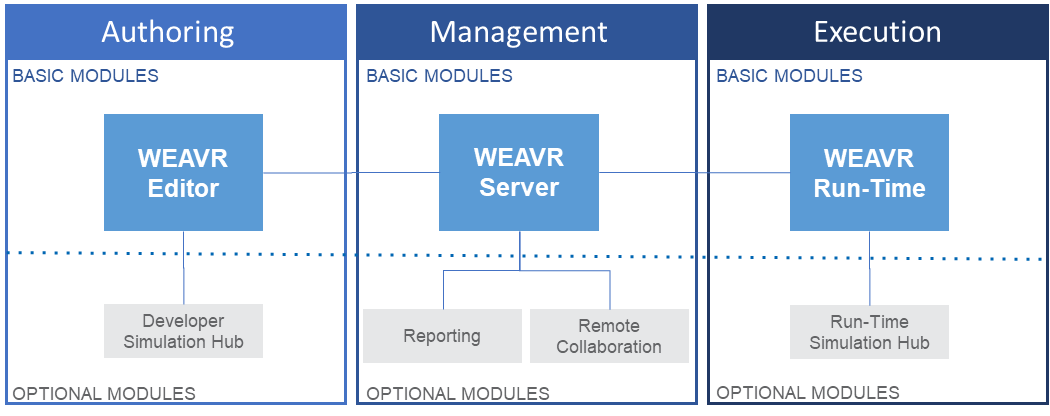 Authoring
BASIC MODULES
WEAVR
Editor
Developer
Simulation Hub
OPTIONAL MODULES
Management
BASIC MODULES
WEAVR
Server
Reporting
Remote
Collaboration
OPTIONAL MODULES
Execution
BASIC MODULES
WEAVR
Run-Time
Run-Time
Simulation Hub
OPTIONAL MODULES